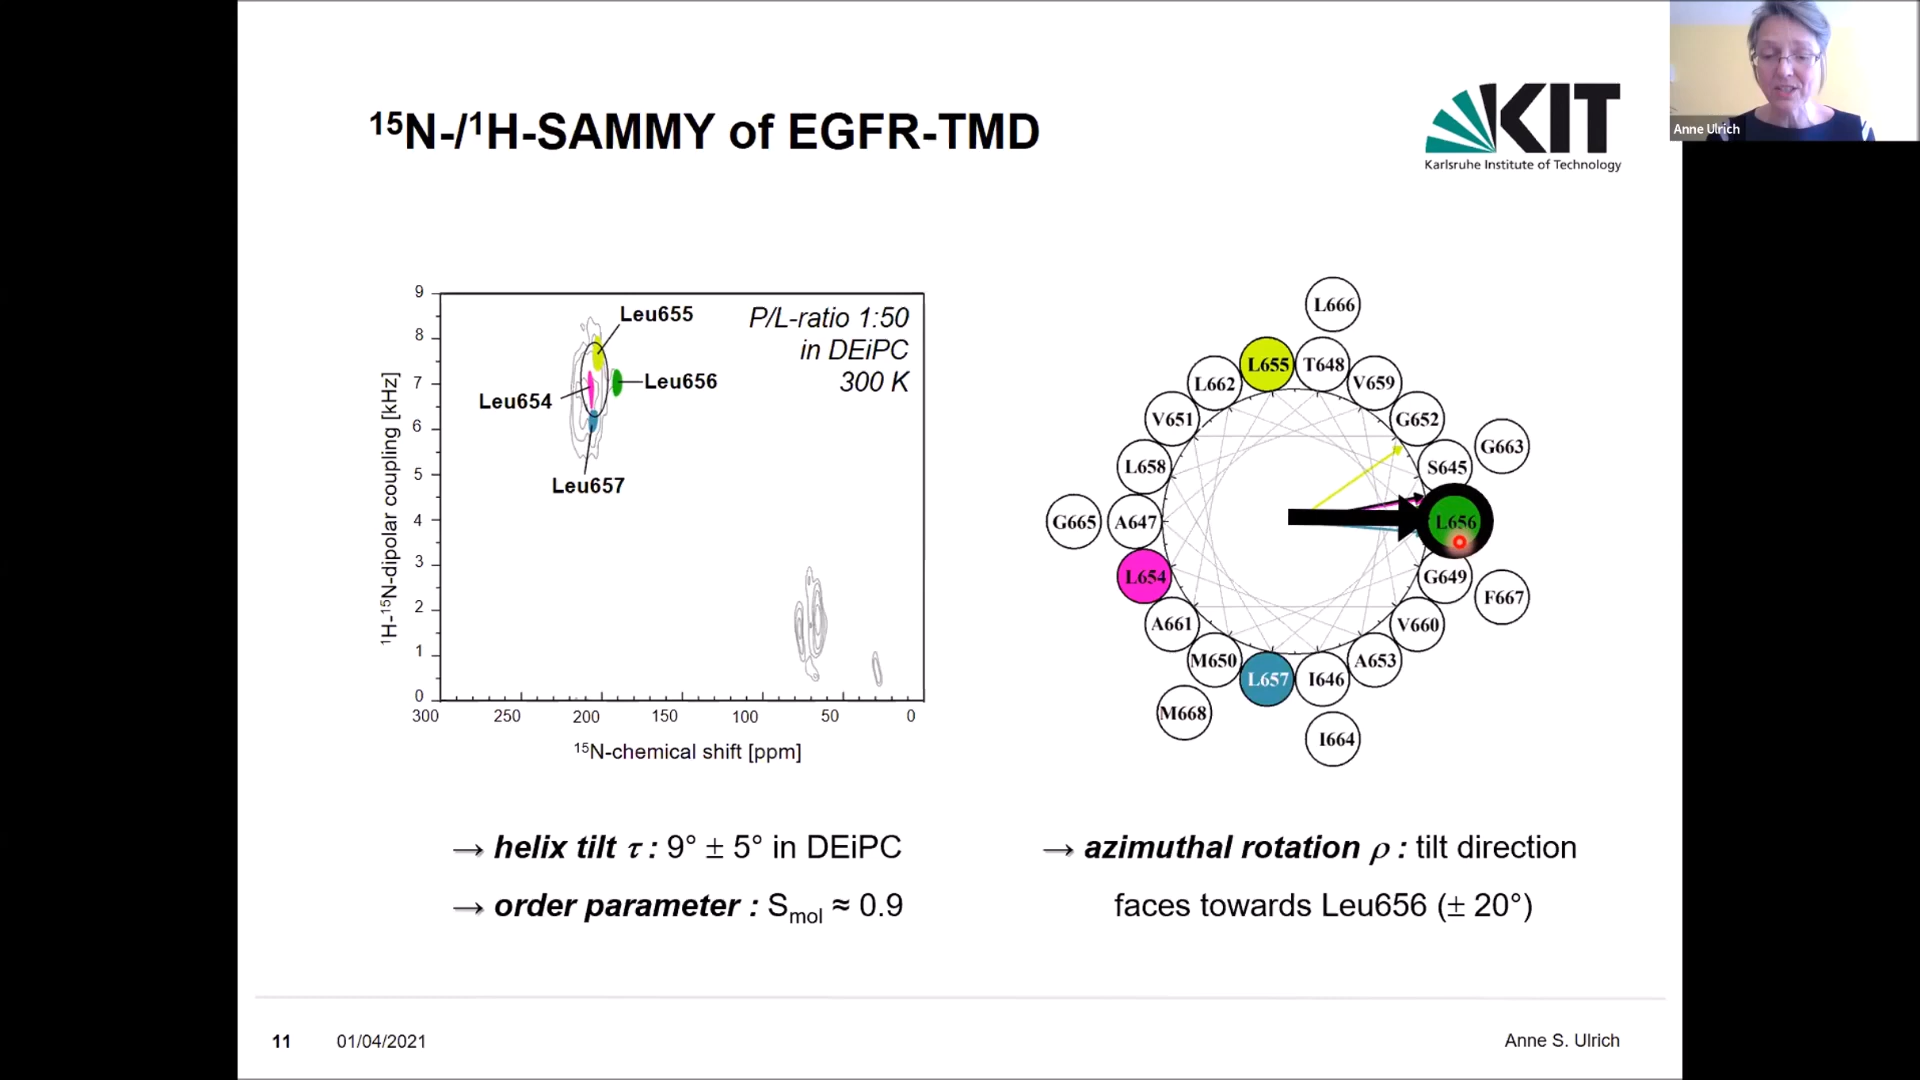 ¹⁵N-/¹H-SAMMY of EGFR-TMD
KIT
Karlsruhe Institute of Technology
Anne Ulrich
9
8
7
6
5
4
3
2
1
0
¹H-¹⁵N-dipolar coupling [kHz]
300 250 200 150 100 50 0
¹⁵N-chemical shift [ppm]
Leu655
Leu656
Leu654
Leu657
P/L-ratio 1:50
in DEiPC
300 K
L666
L655
T648
L662
V659
V651
G652
G663
L658
S645
G665
A647
L656
L654
G649
F667
A661
V660
M650
A653
L657
I646
M668
I664
→ helix tilt τ : 9° ± 5° in DEiPC
→ order parameter : Smol ≈ 0.9
→ azimuthal rotation ρ : tilt direction
faces towards Leu656 (± 20°)
11 01/04/2021
Anne S. Ulrich